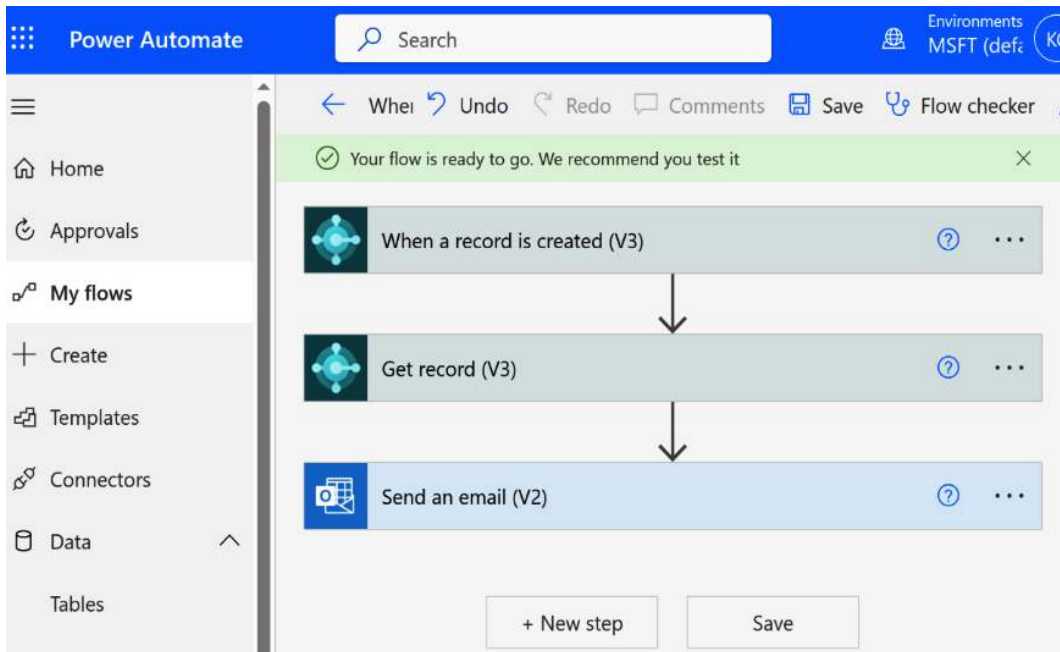 Power Automate
Search
Environments
MSFT (defa
Wher
Undo
Redo
Comments
Save
Flow checker
Your flow is ready to go. We recommend you test it
Home
Approvals
My flows
Create
Templates
Connectors
Data
Tables
When a record is created (V3)
Get record (V3)
Send an email (V2)
+ New step
Save